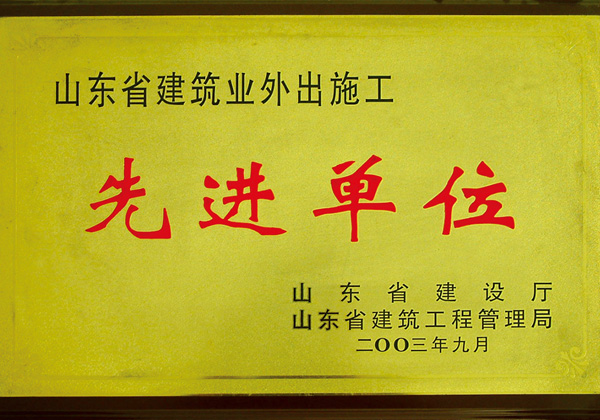 山东省建筑业外出施工
先进单位
山东省建设厅
山东省建筑工程管理局
二OO三年九月